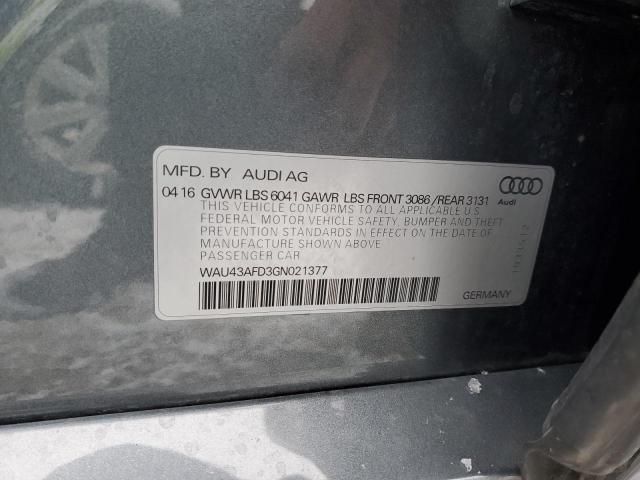 MFD. BY AUDI AG
04 16 GVWR LBS 6041 GAWR LBS FRONT 3086 /REAR 3131
THIS VEHICLE CONFORMS TO ALL APPLICABLE U.S
FEDERAL MOTOR VEHICLE SAFETY, BUMPER AND THEFT
PREVENTION STANDARDS IN EFFECT ON THE DATE OF
MANUFACTURE SHOWN ABOVE
PASSENGER CAR
WAU43AFD3GN021377
GERMANY
Audi